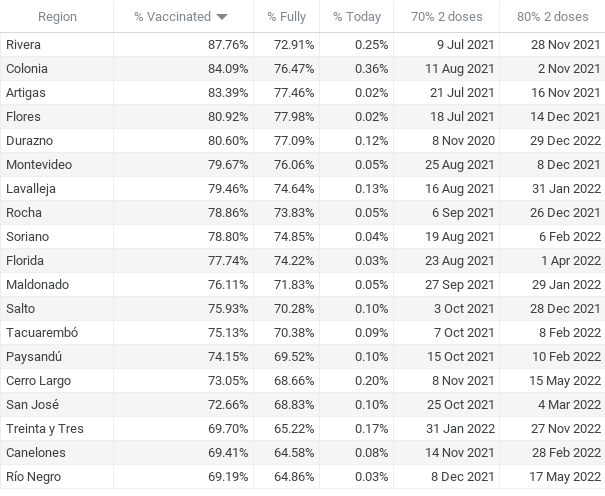 Region % Vaccinated % Fully % Today 70% 2 doses 80% 2 doses
Rivera 87.76% 72.91% 0.25% 9 Jul 2021 28 Nov 2021
Colonia 84.09% 76.47% 0.36% 11 Aug 2021 2 Nov 2021
Artigas 83.39% 77.46% 0.02% 21 Jul 2021 16 Nov 2021
Flores 80.92% 77.98% 0.02% 18 Jul 2021 14 Dec 2021
Durazno 80.60% 77.09% 0.12% 8 Nov 2020 29 Dec 2022
Montevideo 79.67% 76.06% 0.05% 25 Aug 2021 8 Dec 2021
Lavalleja 79.46% 74.64% 0.13% 16 Aug 2021 31 Jan 2022
Rocha 78.86% 73.83% 0.05% 6 Sep 2021 26 Dec 2021
Soriano 78.80% 74.85% 0.04% 19 Aug 2021 6 Feb 2022
Florida 77.74% 74.22% 0.03% 23 Aug 2021 1 Apr 2022
Maldonado 76.11% 71.83% 0.05% 27 Sep 2021 29 Jan 2022
Salto 75.93% 70.28% 0.10% 3 Oct 2021 28 Dec 2021
Tacuarembó 75.13% 70.38% 0.09% 7 Oct 2021 8 Feb 2022
Paysandú 74.15% 69.52% 0.10% 15 Oct 2021 10 Feb 2022
Cerro Largo 73.05% 68.66% 0.20% 8 Nov 2021 15 May 2022
San José 72.66% 68.83% 0.10% 25 Oct 2021 4 Mar 2022
Treinta y Tres 69.70% 65.22% 0.17% 31 Jan 2022 27 Nov 2022
Canelones 69.41% 64.58% 0.08% 14 Nov 2021 28 Feb 2022
Río Negro 69.19% 64.86% 0.03% 8 Dec 2021 17 May 2022